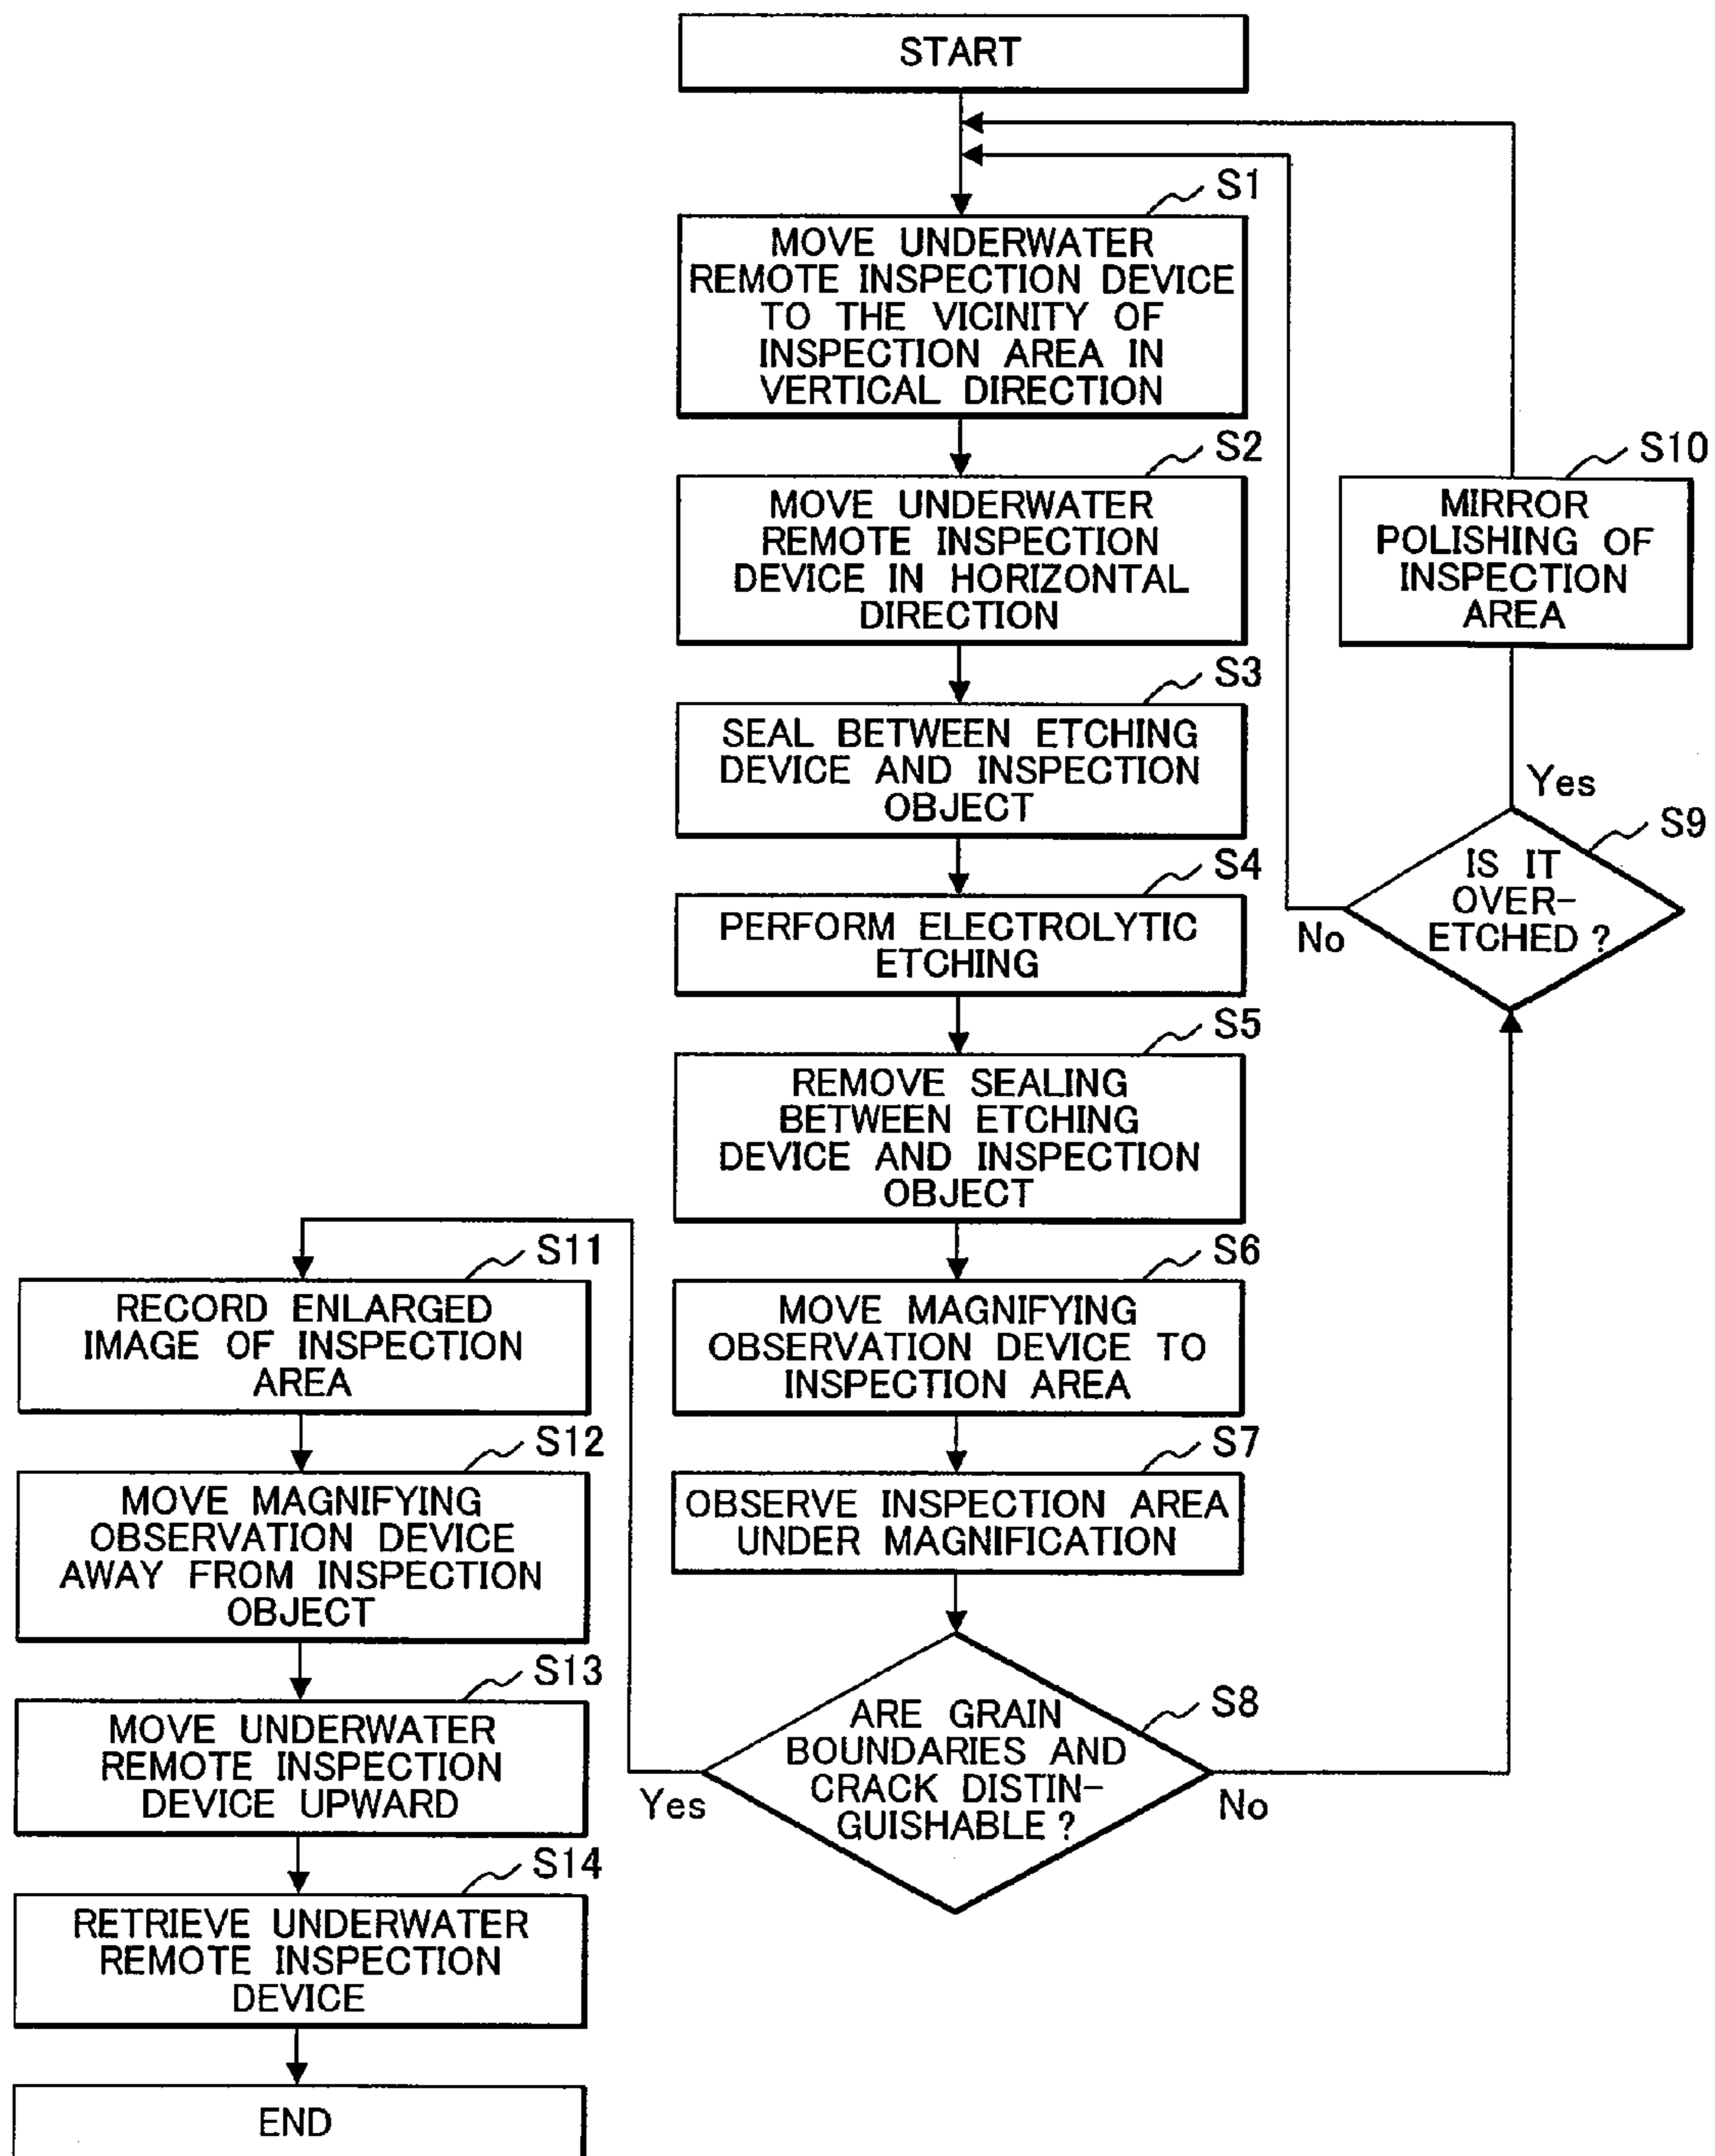 START
S1
MOVE UNDERWATER
REMOTE INSPECTION DEVICE
TO THE VICINITY OF
INSPECTION AREA IN
VERTICAL DIRECTION
S2
MOVE UNDERWATER
REMOTE INSPECTION
DEVICE IN HORIZONTAL
DIRECTION
S3
SEAL BETWEEN ETCHING
DEVICE AND INSPECTION
OBJECT
S4
PERFORM ELECTROLYTIC
ETCHING
S5
REMOVE SEALING
BETWEEN ETCHING
DEVICE AND INSPECTION
OBJECT
S6
MOVE MAGNIFYING
OBSERVATION DEVICE TO
INSPECTION AREA
S7
OBSERVE INSPECTION AREA
UNDER MAGNIFICATION
S8
ARE GRAIN
BOUNDARIES AND
CRACK DISTIN-
GUISHABLE ?
Yes
No
S9
IS IT
OVER-
ETCHED ?
Yes
No
S10
MIRROR
POLISHING OF
INSPECTION
AREA
S11
RECORD ENLARGED
IMAGE OF INSPECTION
AREA
S12
MOVE MAGNIFYING
OBSERVATION DEVICE
AWAY FROM INSPECTION
OBJECT
S13
MOVE UNDERWATER
REMOTE INSPECTION
DEVICE UPWARD
S14
RETRIEVE UNDERWATER
REMOTE INSPECTION
DEVICE
END